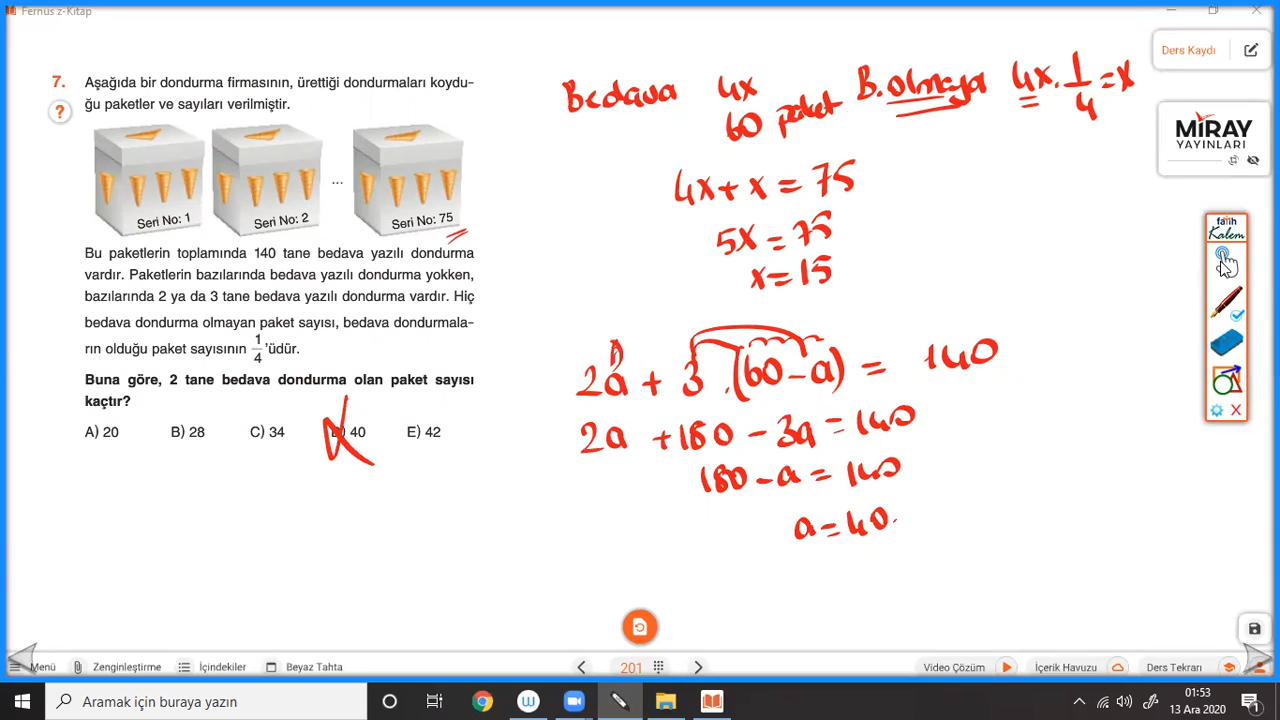 Fernus z-Kitap
7. Aşağıda bir dondurma firmasının, ürettiği dondurmaları koydu-
ğu paketler ve sayıları verilmiştir.
?
Seri No: 1
Seri No: 2
...
Seri No: 75
Bu paketlerin toplamında 140 tane bedava yazılı dondurma
vardır. Paketlerin bazılarında bedava yazılı dondurma yokken,
bazılarında 2 ya da 3 tane bedava yazılı dondurma vardır. Hiç
bedava dondurma olmayan paket sayısı, bedava dondurmala-
rın olduğu paket sayısının 1/4'üdür.
Buna göre, 2 tane bedava dondurma olan paket sayısı
kaçtır?
A) 20 B) 28 C) 34 40 E) 42
Bedava 4x B. olmaya 4x . 1/4 = x
60 paket
4x + x = 75
5x = 75
x = 15
2a + 3 . (60 - a) = 140
2a + 180 - 3a = 140
180 - a = 140
a = 40.
Ders Kaydı
MİRAY
YAYINLARI
fatih
Kalem
Menü Zenginleştirme İçindekiler Beyaz Tahta 201 Video Çözüm İçerik Havuzu Ders Tekrarı
Aramak için buraya yazın
01:53
13 Ara 2020
1